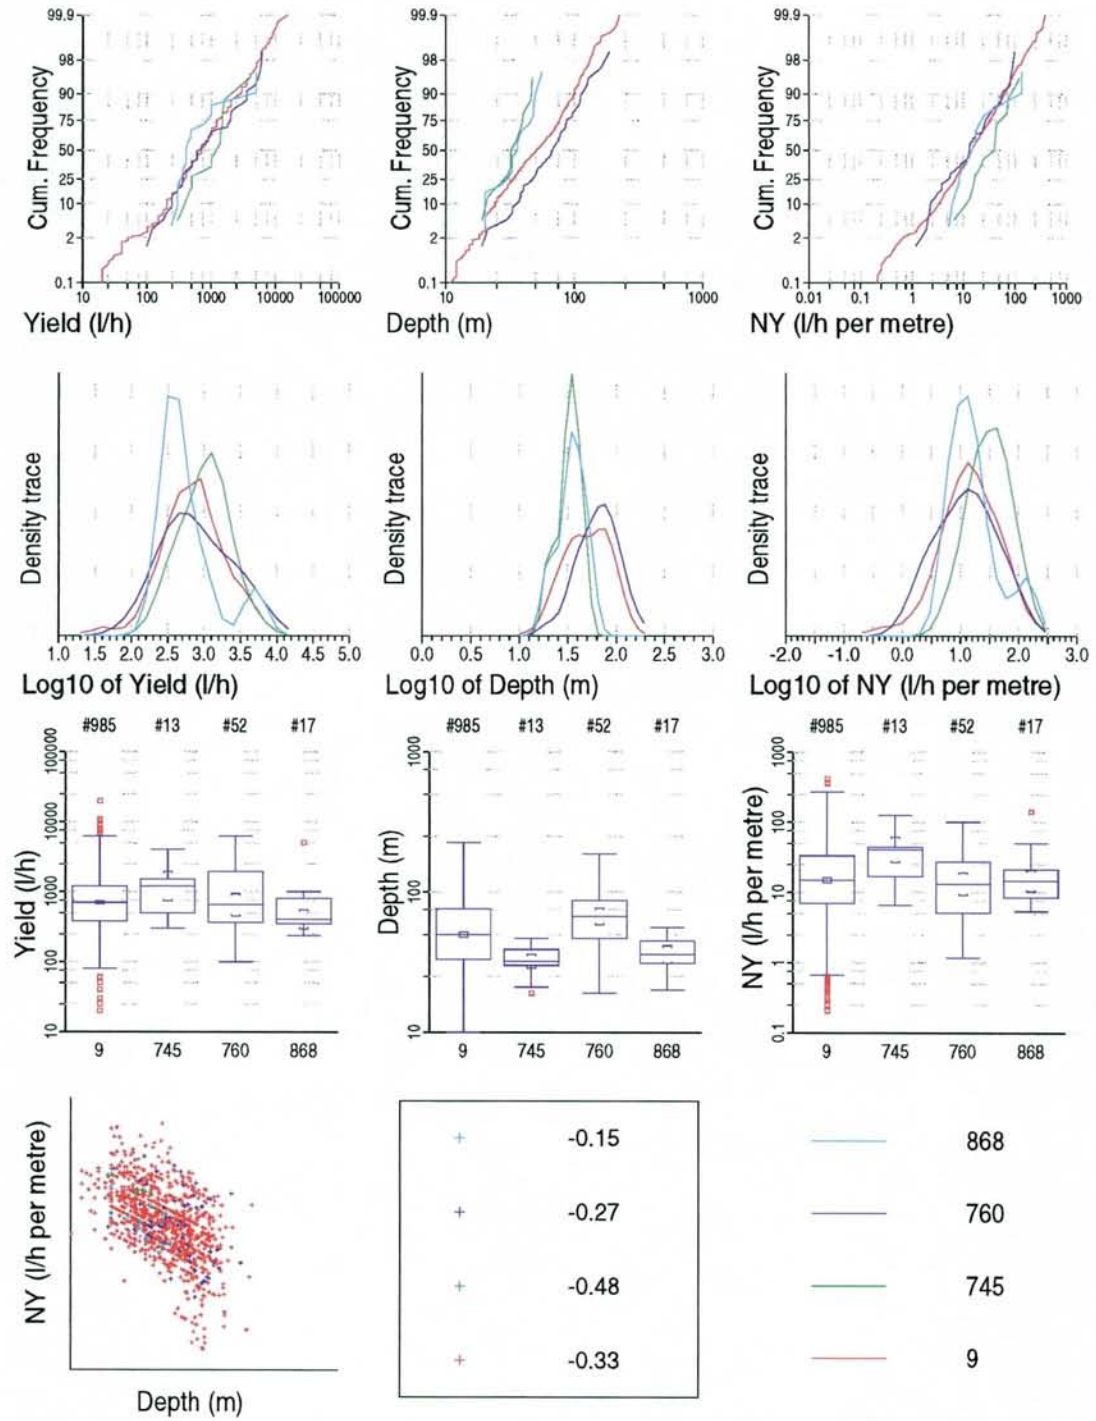 99.9 99.9 99.9
98 98 98
90 90 90
75 75 75
50 50 50
25 25 25
10 10 10
2 2 2
0.1 0.1 0.1
Cum. Frequency Cum. Frequency Cum. Frequency
10 100 1000 10000 100000 10 100 1000 0.01 0.1 1 10 100 1000
Yield (l/h) Depth (m) NY (l/h per metre)
Density trace Density trace Density trace
1.0 1.5 2.0 2.5 3.0 3.5 4.0 4.5 5.0 0.0 0.5 1.0 1.5 2.0 2.5 3.0 -2.0 -1.0 0.0 1.0 2.0 3.0
Log10 of Yield (l/h) Log10 of Depth (m) Log10 of NY (l/h per metre)
#985 #13 #52 #17 #985 #13 #52 #17 #985 #13 #52 #17
100000 1000 1000
10000 100
1000 100 10
100 1
10 10 0.1
Yield (l/h) Depth (m) NY (l/h per metre)
9 745 760 868 9 745 760 868 9 745 760 868
NY (l/h per metre)
Depth (m)
-0.15 868
-0.27 760
-0.48 745
-0.33 9